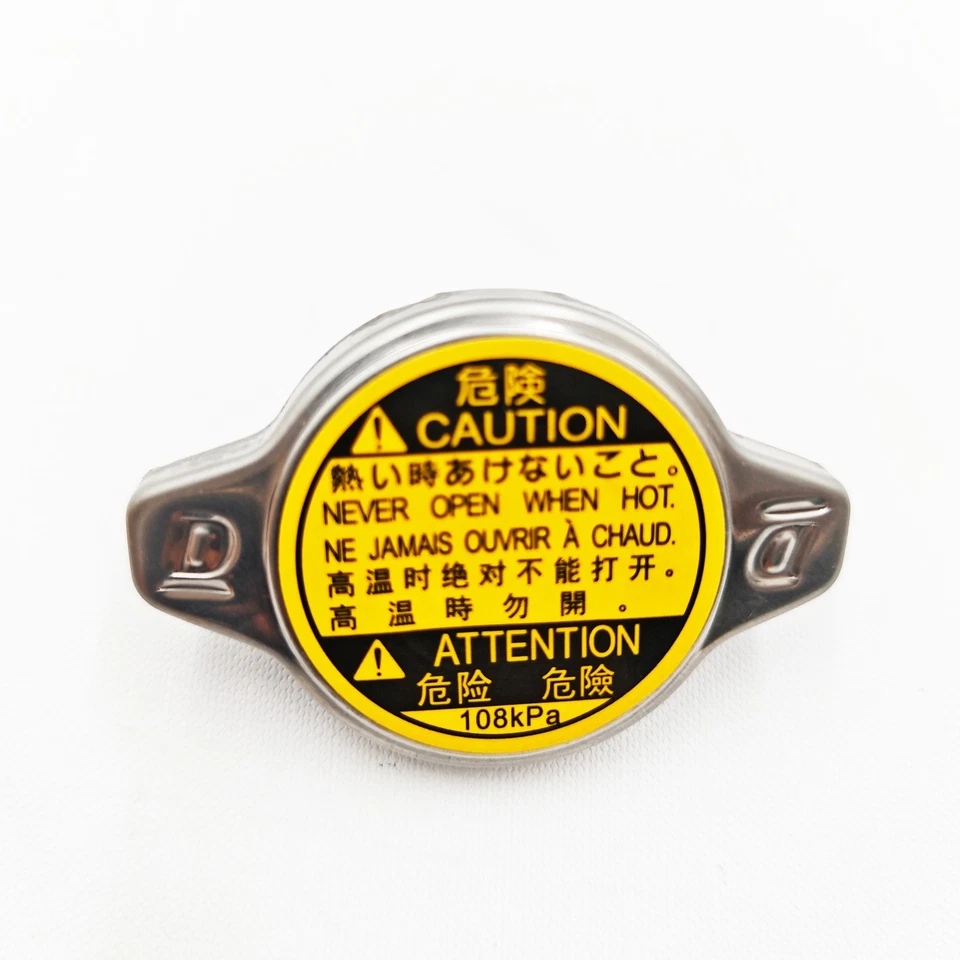 危険
CAUTION
熱い時あけないこと。
NEVER OPEN WHEN HOT.
NE JAMAIS OUVRIR À CHAUD.
高温时绝对不能打开。
高温時勿開。
ATTENTION
危险 危險
108kPa
D
D